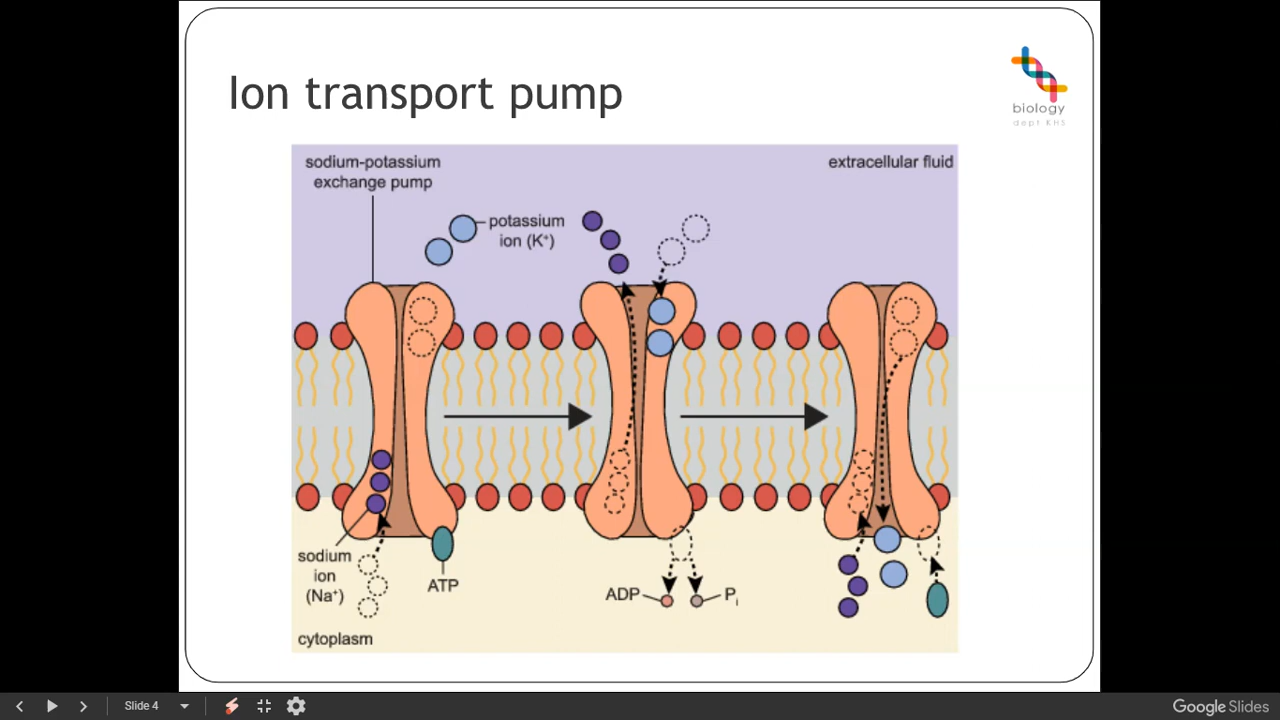 Ion transport pump
biology
dept KHS
sodium-potassium
exchange pump
extracellular fluid
potassium
ion (K⁺)
sodium
ion
(Na⁺)
ATP
ADP
Pᵢ
cytoplasm
Slide 4
Google Slides